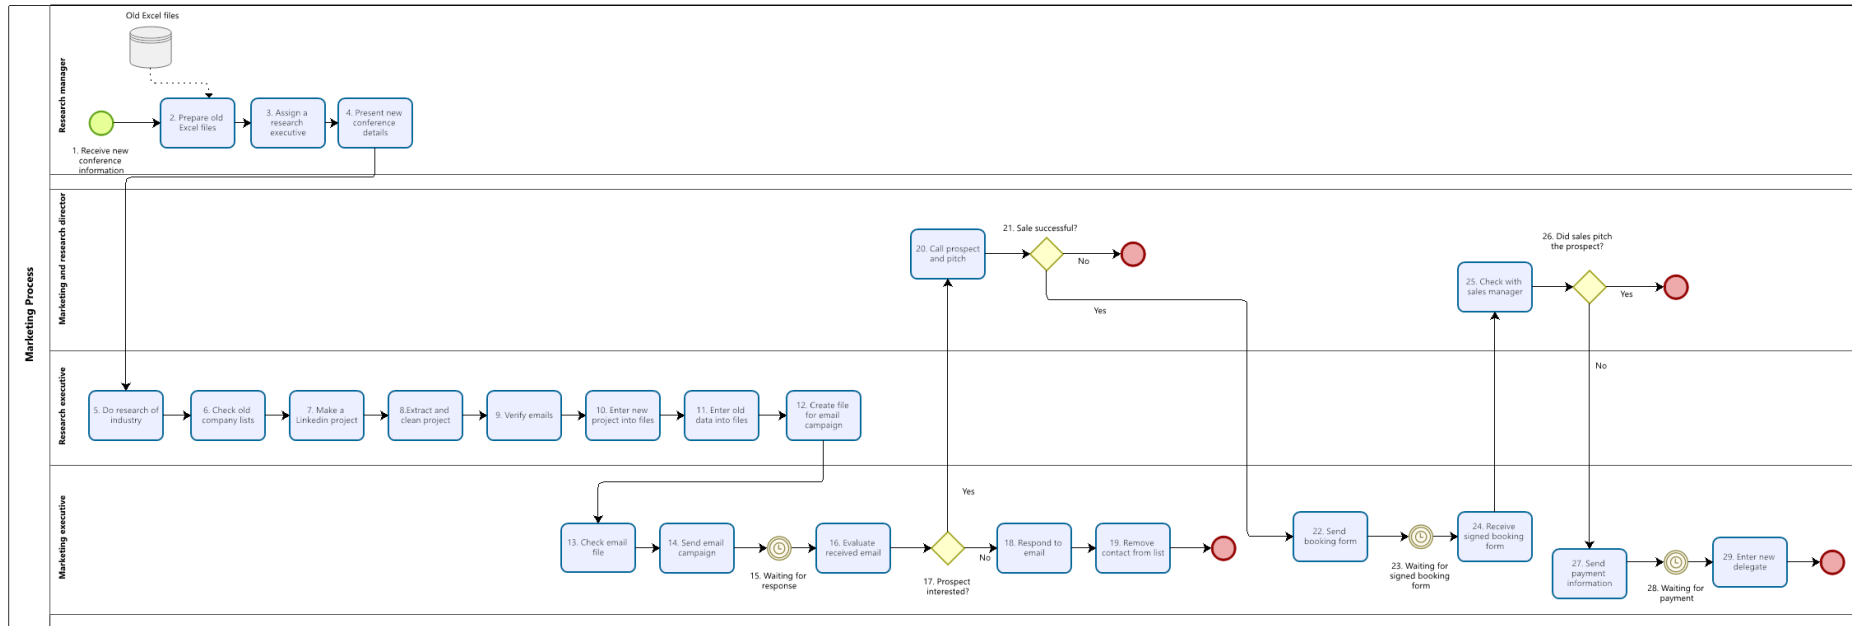 Marketing Process
Research manager
Old Excel files
1. Receive new
conference
information
2. Prepare old
Excel files
3. Assign a
research
executive
4. Present new
conference
details
Marketing and research director
20. Call prospect
and pitch
21. Sale successful?
No
Yes
25. Check with
sales manager
26. Did sales pitch
the prospect?
Yes
No
Research executive
5. Do research of
industry
6. Check old
company lists
7. Make a
Linkedin project
8.Extract and
clean project
9. Verify emails
10. Enter new
project into files
11. Enter old
data into files
12. Create file
for email
campaign
Marketing executive
13. Check email
file
14. Send email
campaign
15. Waiting for
response
16. Evaluate
received email
17. Prospect
interested?
Yes
No
18. Respond to
email
19. Remove
contact from list
22. Send
booking form
23. Waiting for
signed booking
form
24. Receive
signed booking
form
27. Send
payment
information
28. Waiting for
payment
29. Enter new
delegate